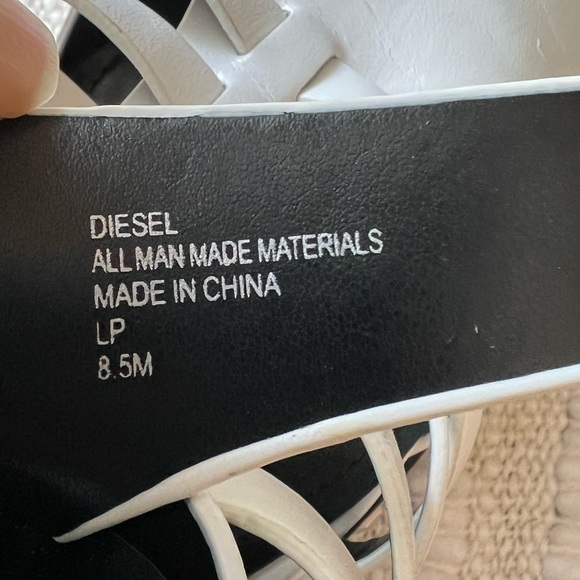 DIESEL
ALL MAN MADE MATERIALS
MADE IN CHINA
LP
8.5M